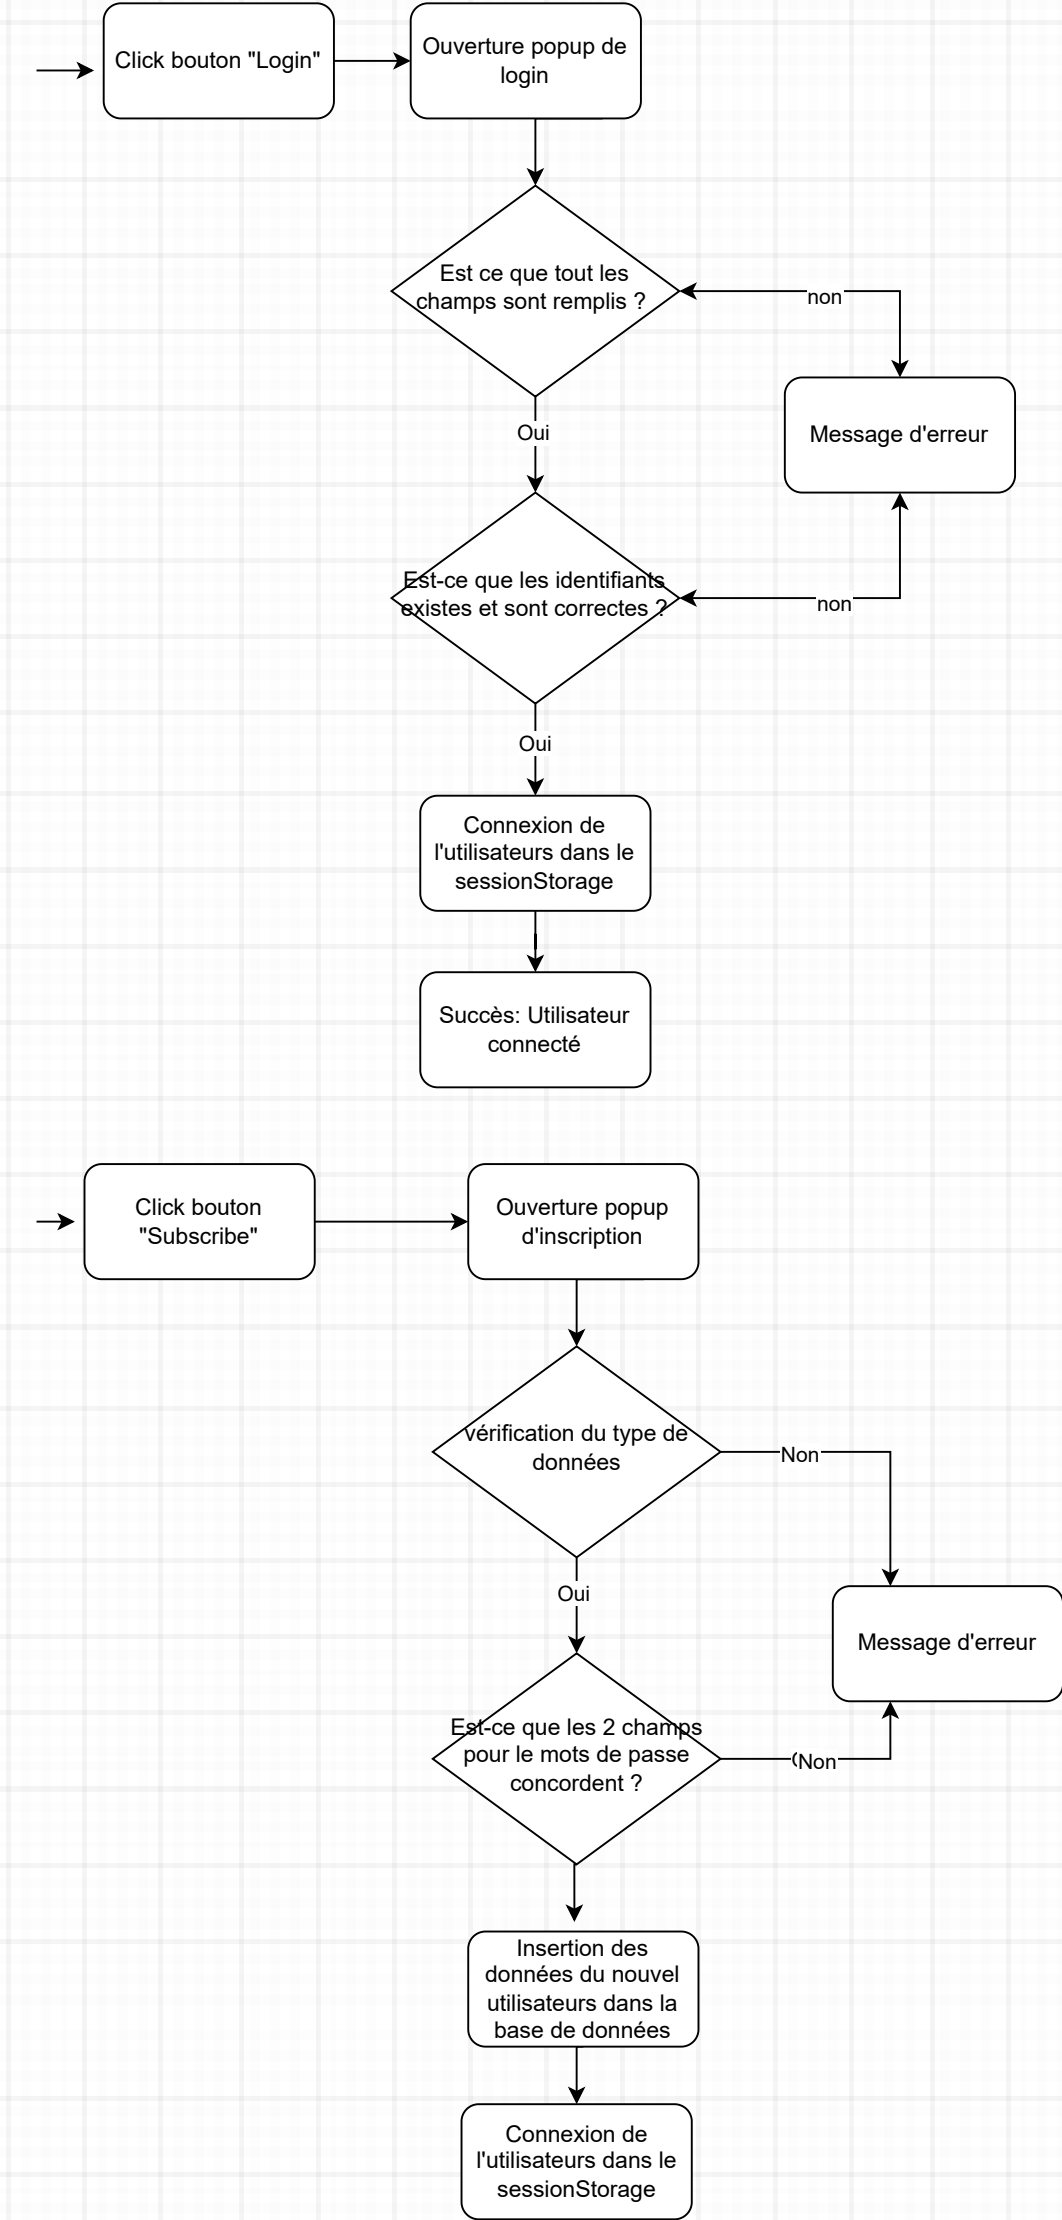 Click bouton "Login"
Ouverture popup de
login
Est ce que tout les
champs sont remplis ?
non
Message d'erreur
Oui
Est-ce que les identifiants
existes et sont correctes ?
non
Oui
Connexion de
l'utilisateurs dans le
sessionStorage
Succès: Utilisateur
connecté
Click bouton
"Subscribe"
Ouverture popup
d'inscription
vérification du type de
données
Non
Oui
Message d'erreur
Est-ce que les 2 champs
pour le mots de passe
concordent ?
Non
Insertion des
données du nouvel
utilisateurs dans la
base de données
Connexion de
l'utilisateurs dans le
sessionStorage